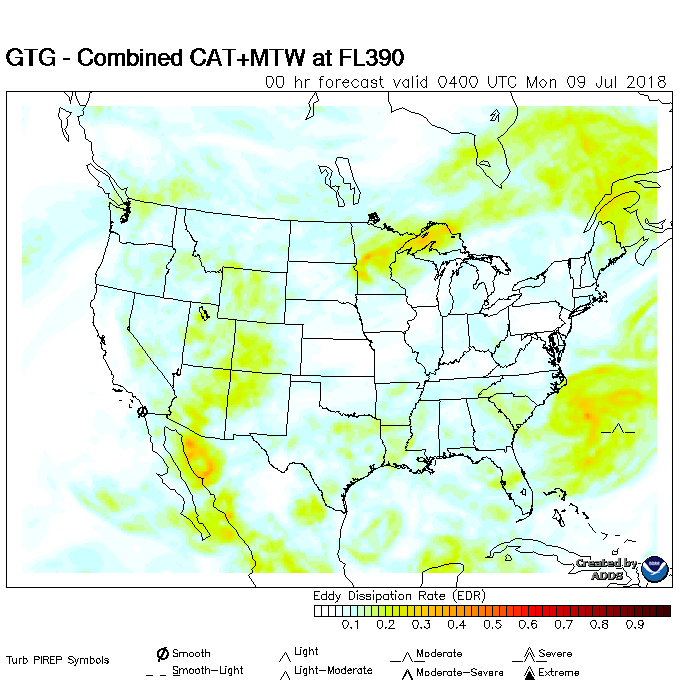 GTG - Combined CAT+MTW at FL390
00 hr forecast valid 0400 UTC Mon 09 Jul 2018
Created by
ADDS
Eddy Dissipation Rate (EDR)
0.1 0.2 0.3 0.4 0.5 0.6 0.7 0.8 0.9
Turb PIREP Symbols
Smooth Light Moderate Severe
Smooth-Light Light-Moderate Moderate-Severe Extreme